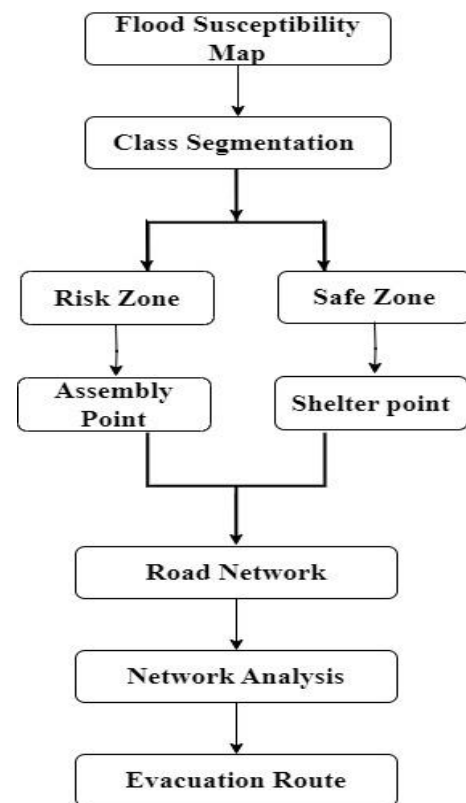 Flood Susceptibility
Map
Class Segmentation
Risk Zone
Safe Zone
Assembly
Point
Shelter point
Road Network
Network Analysis
Evacuation Route